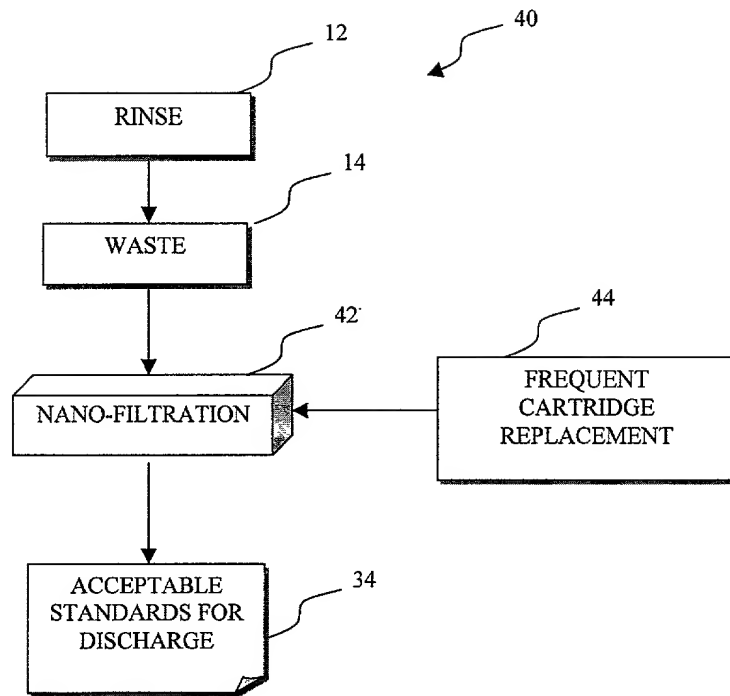 40
12
RINSE
14
WASTE
42
44
NANO-FILTRATION
FREQUENT
CARTRIDGE
REPLACEMENT
34
ACCEPTABLE
STANDARDS FOR
DISCHARGE